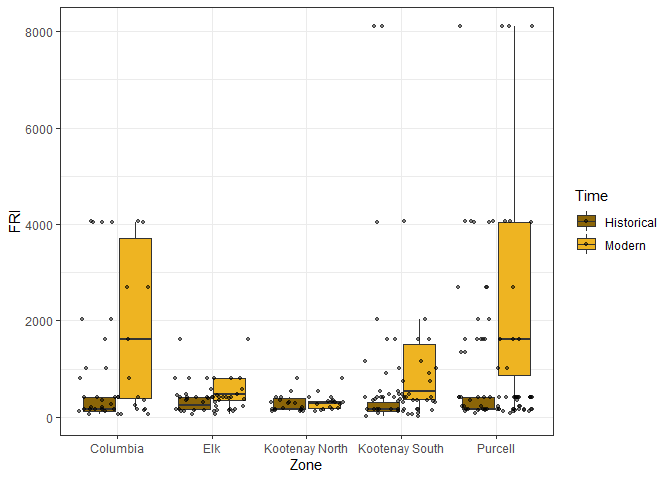 8000
6000
4000
2000
0
FRI
Columbia Elk Kootenay North Kootenay South Purcell
Zone
Time
Historical
Modern